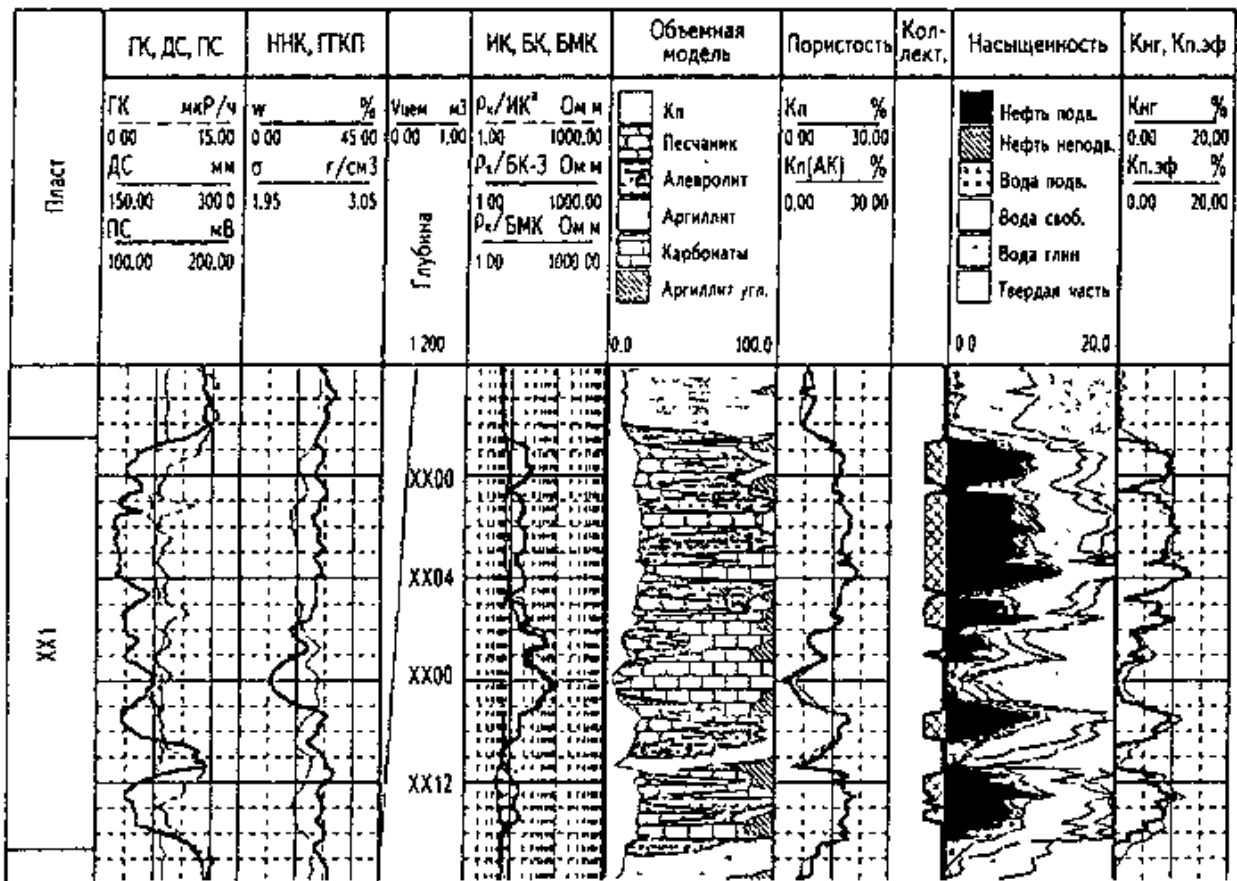 ГК, ДС, ПС
ННК, ГГКП
ИК, БК, БМК
Объемная
модель
Пористость
Кол-
лект.
Насыщенность
Кнг, Кп.эф
Пласт
ГК мкР/ч
0.00 15.00
ДС мм
150.00 300.0
ПС мВ
100.00 200.00
w %
0.00 45.00
σ г/см3
1.95 3.05
Vцем м3
0.00 1.00
Глубина
1 200
ρк/ИК Ом м
1.00 1000.00
ρк/БК-3 Ом м
1.00 1000.00
ρк/БМК Ом м
1.00 1000.00
Кп
Песчаник
Алевролит
Аргиллит
Карбонаты
Аргиллит угл.
0.0 100.0
Кп %
0.00 30.00
Кп(АК) %
0.00 30.00
Нефть подв.
Нефть неподв.
Вода подв.
Вода своб.
Вода глин
Твердая часть
0.0 20.0
Кнг %
0.00 20,00
Кп.эф %
0.00 20,00
ХХ1
ХХ00
ХХ04
ХХ00
ХХ12